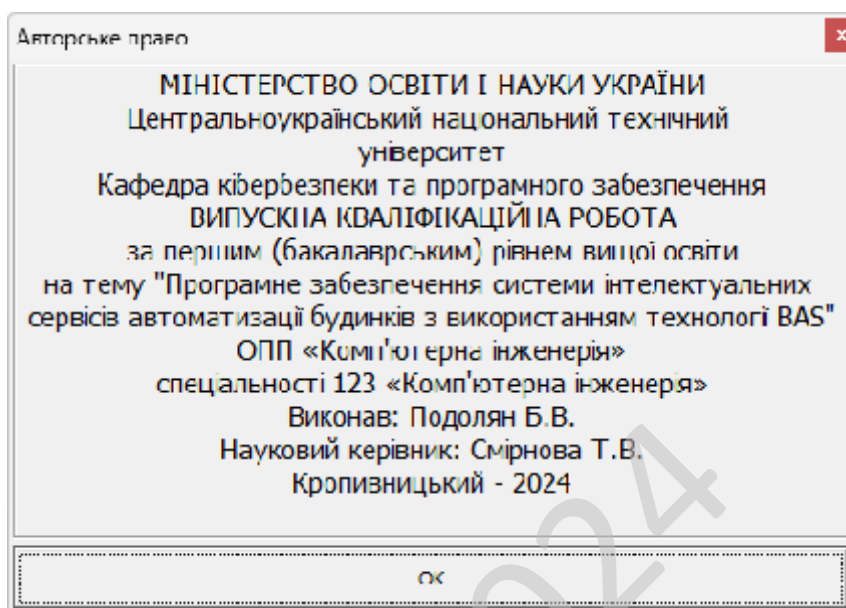 Авторське право
x
МІНІСТЕРСТВО ОСВІТИ І НАУКИ УКРАЇНИ
Центральноукраїнський національний технічний
університет
Кафедра кібербезпеки та програмного забезпечення
ВИПУСКНА КВАЛІФІКАЦІЙНА РОБОТА
за першим (бакалаврським) рівнем вищої освіти
на тему "Програмне забезпечення системи інтелектуальних
сервісів автоматизації будинків з використанням технології BAS"
ОПП «Комп'ютерна інженерія»
спеціальності 123 «Комп'ютерна інженерія»
Виконав: Подолян Б.В.
Науковий керівник: Смірнова Т.В.
Кропивницький - 2024
ОК
2024